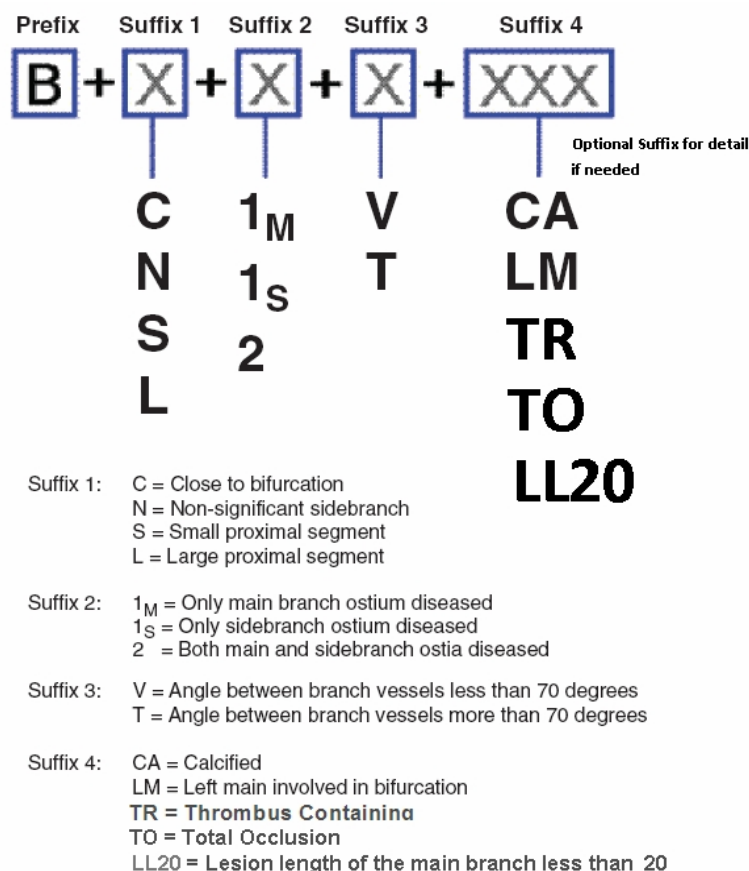 Prefix Suffix 1 Suffix 2 Suffix 3 Suffix 4
B + X + X + X + XXX
Optional Suffix for detail
if needed
C 1M V CA
N 1S T LM
S 2 TR
L TO
LL20
Suffix 1: C = Close to bifurcation
N = Non-significant sidebranch
S = Small proximal segment
L = Large proximal segment
Suffix 2: 1M = Only main branch ostium diseased
1S = Only sidebranch ostium diseased
2 = Both main and sidebranch ostia diseased
Suffix 3: V = Angle between branch vessels less than 70 degrees
T = Angle between branch vessels more than 70 degrees
Suffix 4: CA = Calcified
LM = Left main involved in bifurcation
TR = Thrombus Containing
TO = Total Occlusion
LL20 = Lesion length of the main branch less than 20